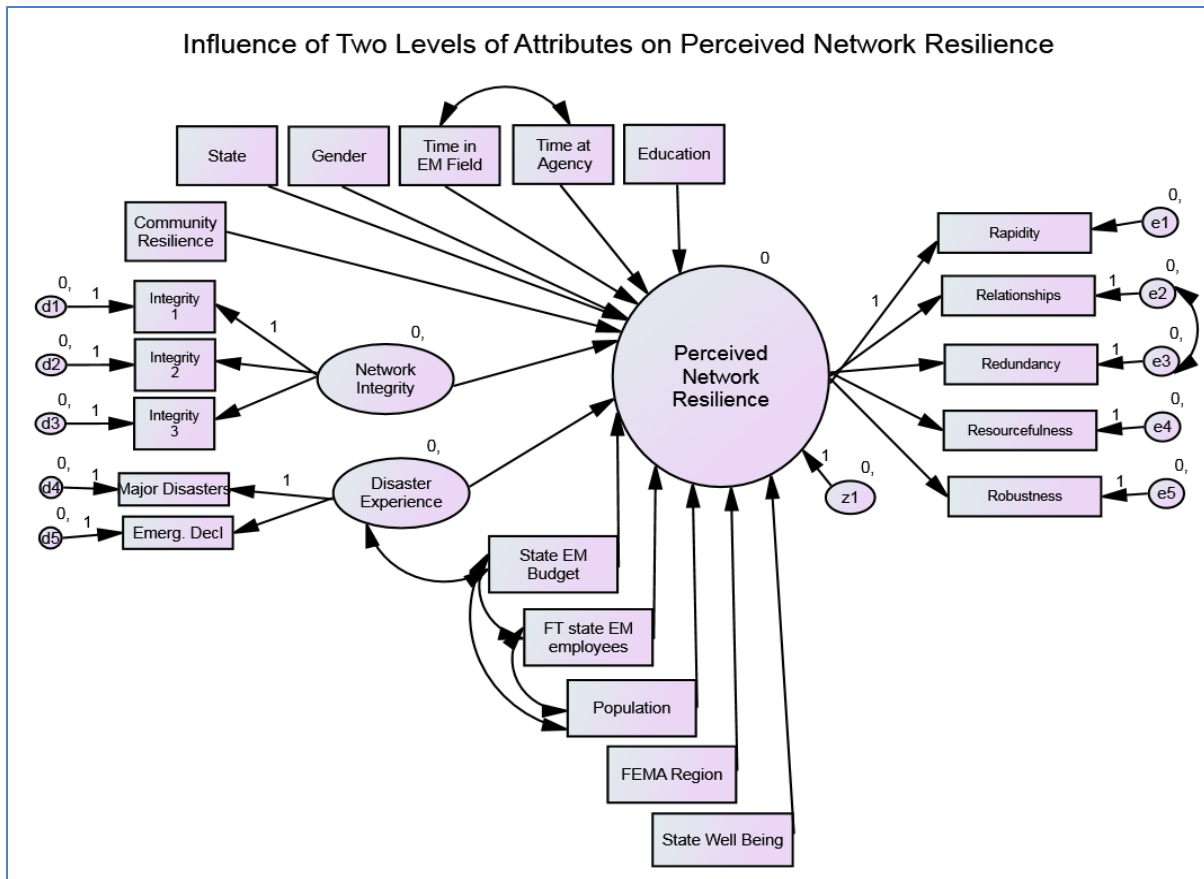 Influence of Two Levels of Attributes on Perceived Network Resilience
State
Gender
Time in
EM Field
Time at
Agency
Education
Community
Resilience
0,
d1
1
Integrity
1
0,
d2
1
Integrity
2
0,
d3
1
Integrity
3
1
0,
Network
Integrity
0,
d4
1
Major Disasters
0,
d5
1
Emerg. Decl
1
0,
Disaster
Experience
0
Perceived
Network
Resilience
1
0,
z1
1
Rapidity
0,
e1
Relationships
1
0,
e2
Redundancy
1
0,
e3
Resourcefulness
1
0,
e4
Robustness
1
0,
e5
State EM
Budget
FT state EM
employees
Population
FEMA Region
State Well Being